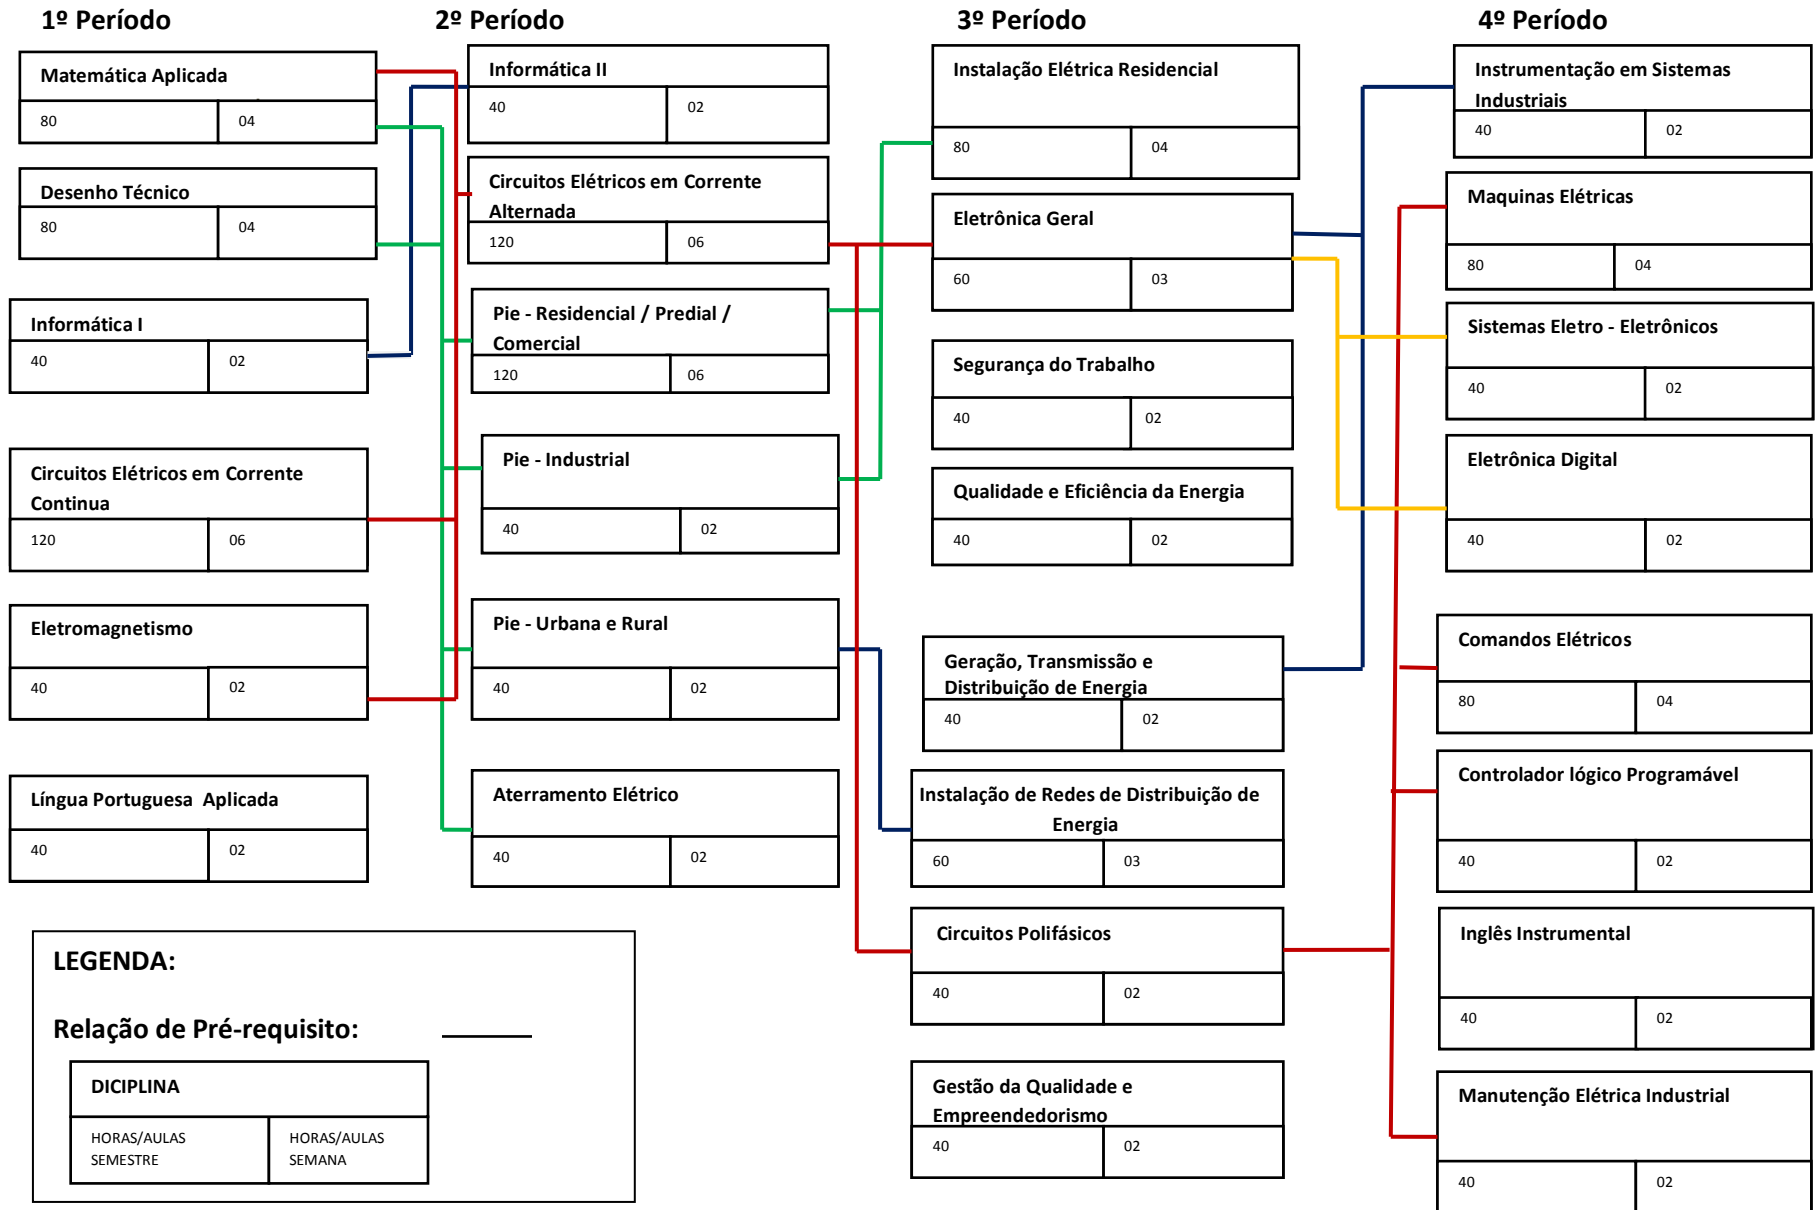 1º Período
2º Período
3º Período
4º Período
Matemática Aplicada
80
04
Desenho Técnico
80
04
Informática I
40
02
Circuitos Elétricos em Corrente
Continua
120
06
Eletromagnetismo
40
02
Língua Portuguesa Aplicada
40
02
Informática II
40
02
Circuitos Elétricos em Corrente
Alternada
120
06
Pie - Residencial / Predial /
Comercial
120
06
Pie - Industrial
40
02
Pie - Urbana e Rural
40
02
Aterramento Elétrico
40
02
Instalação Elétrica Residencial
80
04
Eletrônica Geral
60
03
Segurança do Trabalho
40
02
Qualidade e Eficiência da Energia
40
02
Geração, Transmissão e
Distribuição de Energia
40
02
Instalação de Redes de Distribuição de
Energia
60
03
Circuitos Polifásicos
40
02
Gestão da Qualidade e
Empreendedorismo
40
02
Instrumentação em Sistemas
Industriais
40
02
Maquinas Elétricas
80
04
Sistemas Eletro - Eletrônicos
40
02
Eletrônica Digital
40
02
Comandos Elétricos
80
04
Controlador lógico Programável
40
02
Inglês Instrumental
40
02
Manutenção Elétrica Industrial
40
02
LEGENDA:
Relação de Pré-requisito:
DICIPLINA
HORAS/AULAS
SEMESTRE
HORAS/AULAS
SEMANA